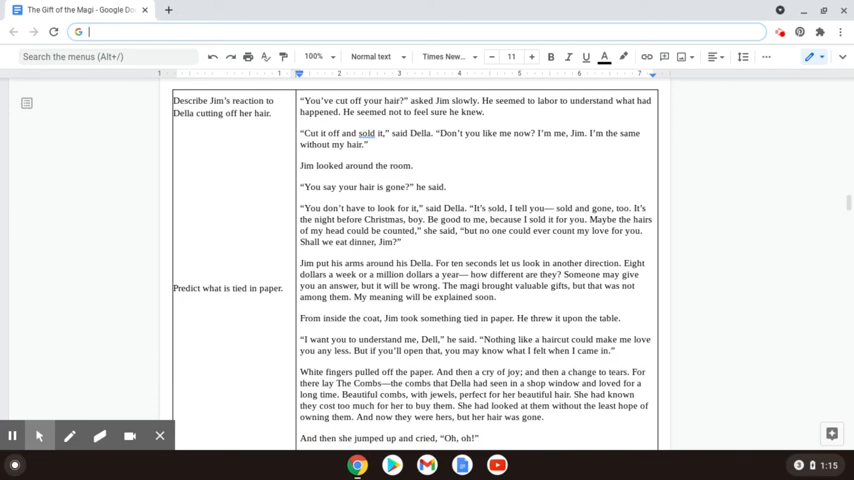 The Gift of the Magi - Google Do
Search the menus (Alt+/)
100%
Normal text
Times New...
11
B I U A
1 1 2 3 4 5 6 7
Describe Jim's reaction to
Della cutting off her hair.
Predict what is tied in paper.
“You've cut off your hair?” asked Jim slowly. He seemed to labor to understand what had
happened. He seemed not to feel sure he knew.
“Cut it off and sold it,” said Della. “Don't you like me now? I'm me, Jim. I'm the same
without my hair.”
Jim looked around the room.
“You say your hair is gone?” he said.
“You don't have to look for it,” said Della. “It's sold, I tell you— sold and gone, too. It's
the night before Christmas, boy. Be good to me, because I sold it for you. Maybe the hairs
of my head could be counted,” she said, “but no one could ever count my love for you.
Shall we eat dinner, Jim?”
Jim put his arms around his Della. For ten seconds let us look in another direction. Eight
dollars a week or a million dollars a year— how different are they? Someone may give
you an answer, but it will be wrong. The magi brought valuable gifts, but that was not
among them. My meaning will be explained soon.
From inside the coat, Jim took something tied in paper. He threw it upon the table.
“I want you to understand me, Dell,” he said. “Nothing like a haircut could make me love
you any less. But if you'll open that, you may know what I felt when I came in.”
White fingers pulled off the paper. And then a cry of joy; and then a change to tears. For
there lay The Combs—the combs that Della had seen in a shop window and loved for a
long time. Beautiful combs, with jewels, perfect for her beautiful hair. She had known
they cost too much for her to buy them. She had looked at them without the least hope of
owning them. And now they were hers, but her hair was gone.
And then she jumped up and cried, “Oh, oh!”
3 1:15